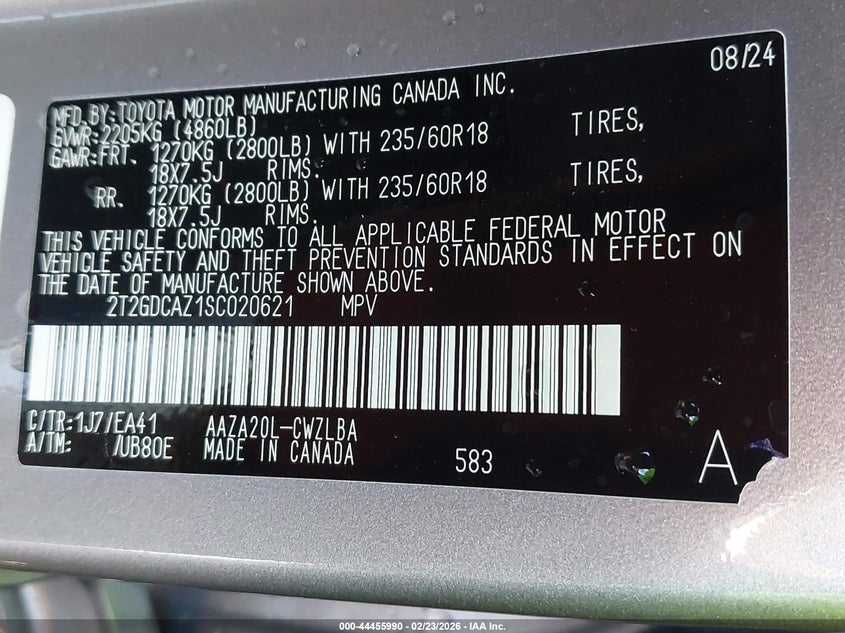 08/24
MFD.BY:TOYOTA MOTOR MANUFACTURING CANADA INC.
GVWR:2205KG (4860LB)
GAWR:FRT. 1270KG (2800LB) WITH 235/60R18 TIRES,
18X7.5J RIMS.
RR. 1270KG (2800LB) WITH 235/60R18 TIRES,
18X7.5J RIMS.
THIS VEHICLE CONFORMS TO ALL APPLICABLE FEDERAL MOTOR
VEHICLE SAFETY AND THEFT PREVENTION STANDARDS IN EFFECT ON
THE DATE OF MANUFACTURE SHOWN ABOVE.
2T2GDCAZ1SC020621 MPV
C/TR:1J7/EA41 AAZA20L-CWZLBA
A/TM: /UB80E MADE IN CANADA 583 A
000-44455990 - 02/23/2026 - IAA Inc.